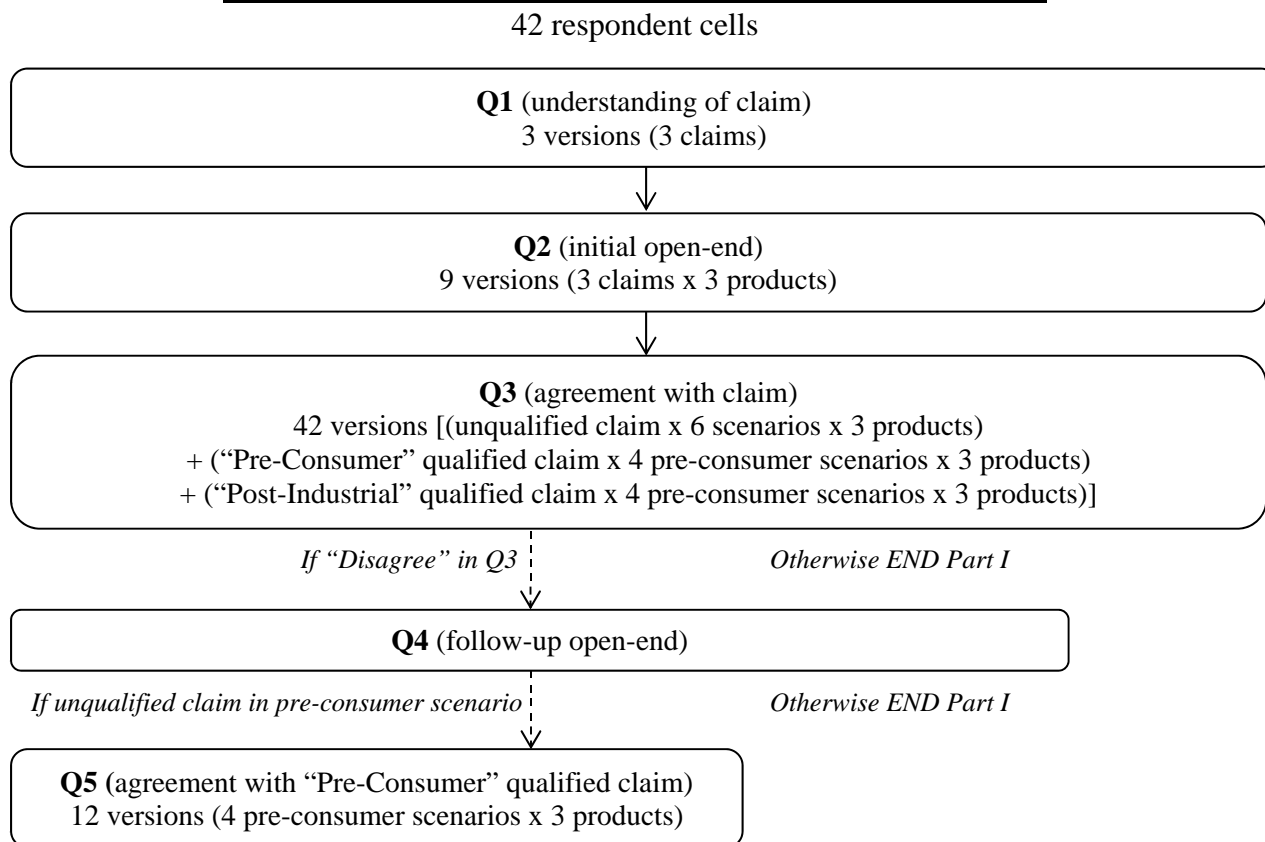 42 respondent cells
Q1 (understanding of claim)
3 versions (3 claims)
Q2 (initial open-end)
9 versions (3 claims x 3 products)
Q3 (agreement with claim)
42 versions [(unqualified claim x 6 scenarios x 3 products)
+ (“Pre-Consumer” qualified claim x 4 pre-consumer scenarios x 3 products)
+ (“Post-Industrial” qualified claim x 4 pre-consumer scenarios x 3 products)]
If “Disagree” in Q3
Otherwise END Part I
Q4 (follow-up open-end)
If unqualified claim in pre-consumer scenario
Otherwise END Part I
Q5 (agreement with “Pre-Consumer” qualified claim)
12 versions (4 pre-consumer scenarios x 3 products)